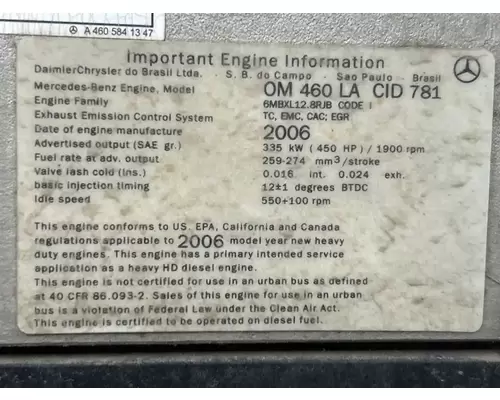 A 460 584 13 47
Important Engine Information
DaimlerChrysler do Brasil Ltda. - S. B. do Campo - Sao Paulo - Brasil
Mercedes-Benz Engine, Model OM 460 LA CID 781
Engine Family 6MBXL12.8RJB CODE I
Exhaust Emission Control System TC, EMC, CAC; EGR
Date of engine manufacture 2006
Advertised output (SAE gr.) 335 kW (450 HP) / 1900 rpm
Fuel rate at adv. output 259-274 mm3/stroke
Valve lash cold (ins.) 0.016 int. 0.024 exh.
basic injection timing 12±1 degrees BTDC
Idle speed 550+100 rpm
This engine conforms to US. EPA, California and Canada
regulations applicable to 2006 model year new heavy
duty engines. This engine has a primary intended service
application as a heavy HD diesel engine.
This engine is not certified for use in an urban bus as defined
at 40 CFR 86.093-2. Sales of this engine for use in an urban
bus is a violation of Federal Law under the Clean Air Act.
This engine is certified to be operated on diesel fuel.